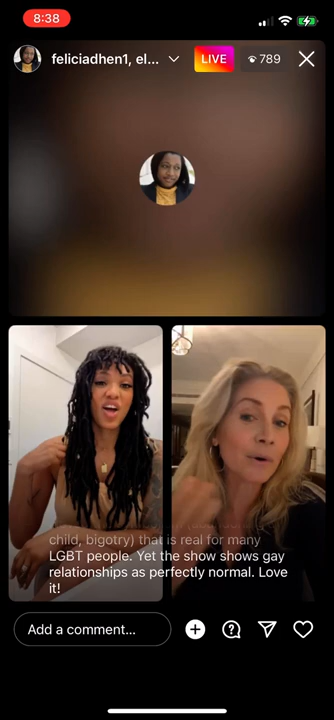 8:38
feliciadhen1, el...
LIVE
789
child, bigotry) that is real for many
LGBT people. Yet the show shows gay
relationships as perfectly normal. Love
it!
Add a comment...